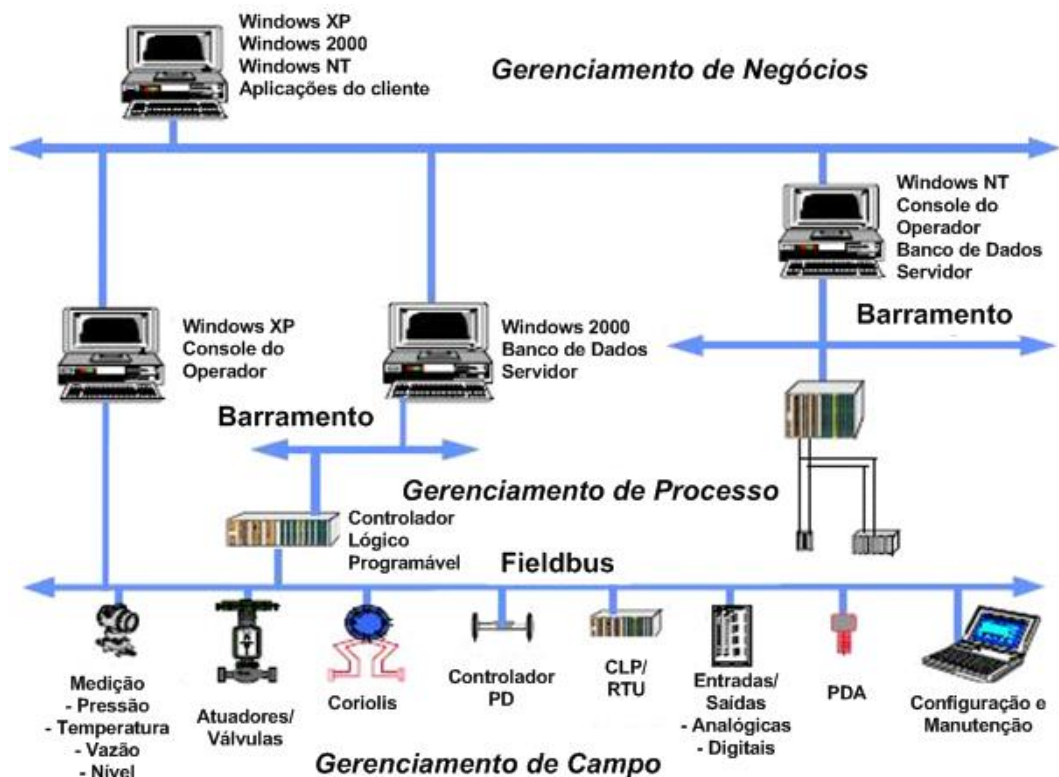 Windows XP
Windows 2000
Windows NT
Aplicações do cliente
Gerenciamento de Negócios
Windows NT
Console do
Operador
Banco de Dados
Servidor
Windows XP
Console do
Operador
Windows 2000
Banco de Dados
Servidor
Barramento
Barramento
Gerenciamento de Processo
Controlador
Lógico
Programável
Fieldbus
Medição
- Pressão
- Temperatura
- Vazão
- Nível
Atuadores/
Válvulas
Coriolis
Controlador
PD
CLP/
RTU
Entradas/
Saídas
- Analógicas
- Digitais
PDA
Configuração e
Manutenção
Gerenciamento de Campo